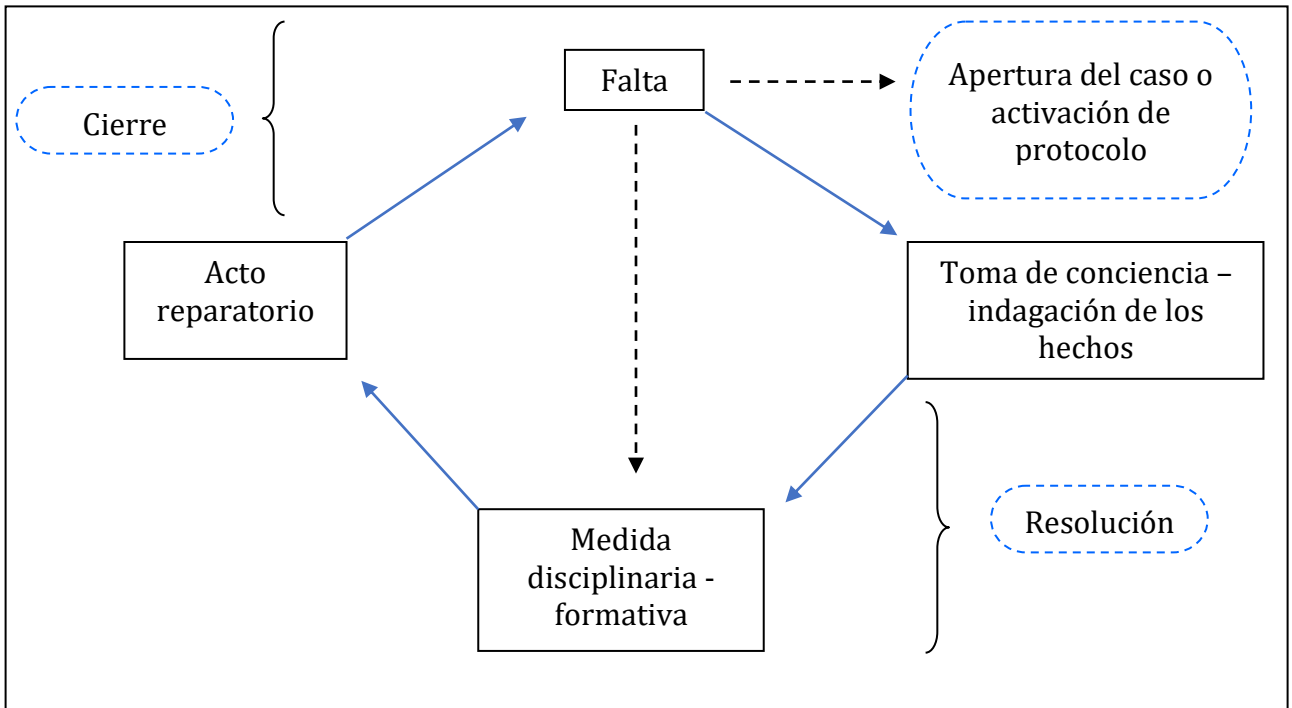 Falta
Apertura del caso o
activación de
protocolo
Cierre
Acto
reparatorio
Toma de conciencia –
indagación de los
hechos
Resolución
Medida
disciplinaria -
formativa